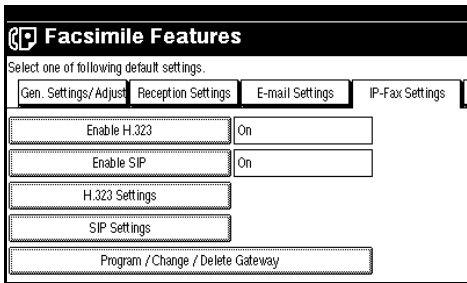 Facsimile Features
Select one of following default settings.
Gen. Settings/Adjust Reception Settings E-mail Settings IP-Fax Settings
Enable H.323 On
Enable SIP On
H.323 Settings
SIP Settings
Program / Change / Delete Gateway